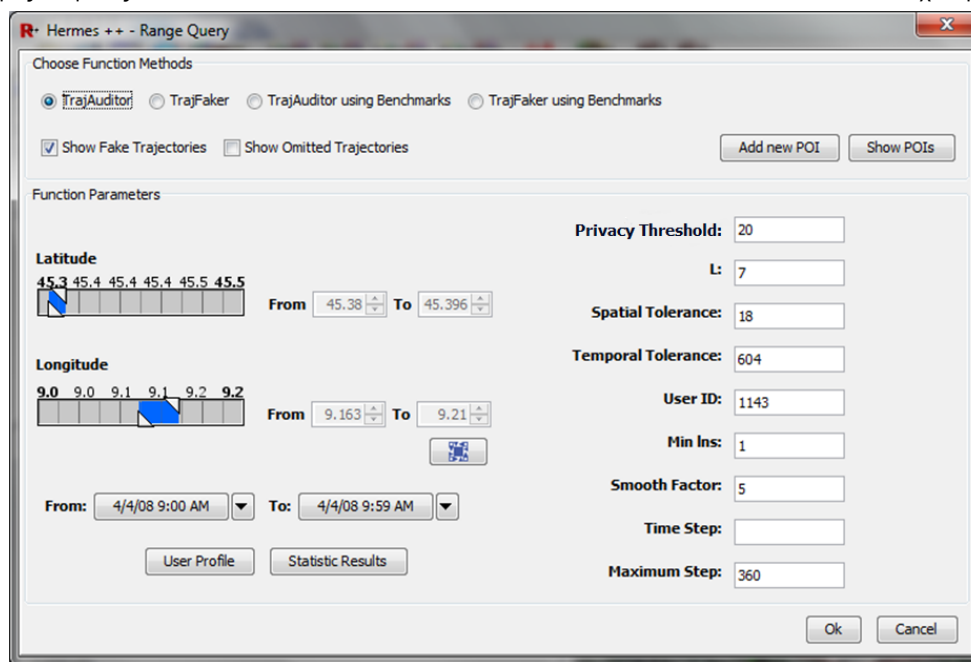 R+ Hermes ++ - Range Query
Choose Function Methods
TrajAuditor TrajFaker TrajAuditor using Benchmarks TrajFaker using Benchmarks
Show Fake Trajectories Show Omitted Trajectories Add new POI Show POIs
Function Parameters
Privacy Threshold: 20
Latitude
45.3 45.4 45.4 45.4 45.5 45.5
From 45.38 To 45.396
L: 7
Spatial Tolerance: 18
Temporal Tolerance: 604
Longitude
9.0 9.0 9.1 9.1 9.2 9.2
From 9.163 To 9.21
User ID: 1143
Min lns: 1
Smooth Factor: 5
From: 4/4/08 9:00 AM To: 4/4/08 9:59 AM
Time Step:
User Profile Statistic Results
Maximum Step: 360
Ok Cancel